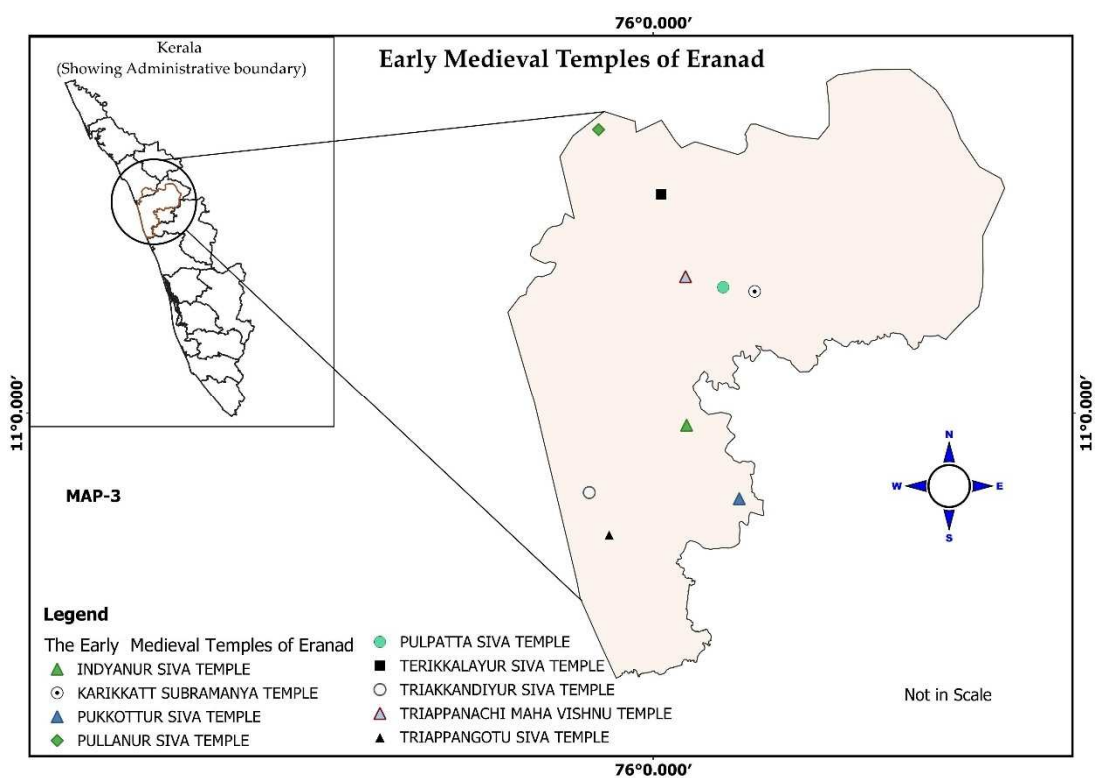 76°0.000′
Kerala
(Showing Administrative boundary)
Early Medieval Temples of Eranad
11°0.000′
11°0.000′
MAP-3
N
W
E
S
Legend
The Early Medieval Temples of Eranad
INDYANUR SIVA TEMPLE
KARIKKATT SUBRAMANYA TEMPLE
PUKKOTTUR SIVA TEMPLE
PULLANUR SIVA TEMPLE
PULPATTA SIVA TEMPLE
TERIKKALAYUR SIVA TEMPLE
TRIAKKANDIYUR SIVA TEMPLE
TRIAPPANACHI MAHA VISHNU TEMPLE
TRIAPPANGOTU SIVA TEMPLE
Not in Scale
76°0.000′